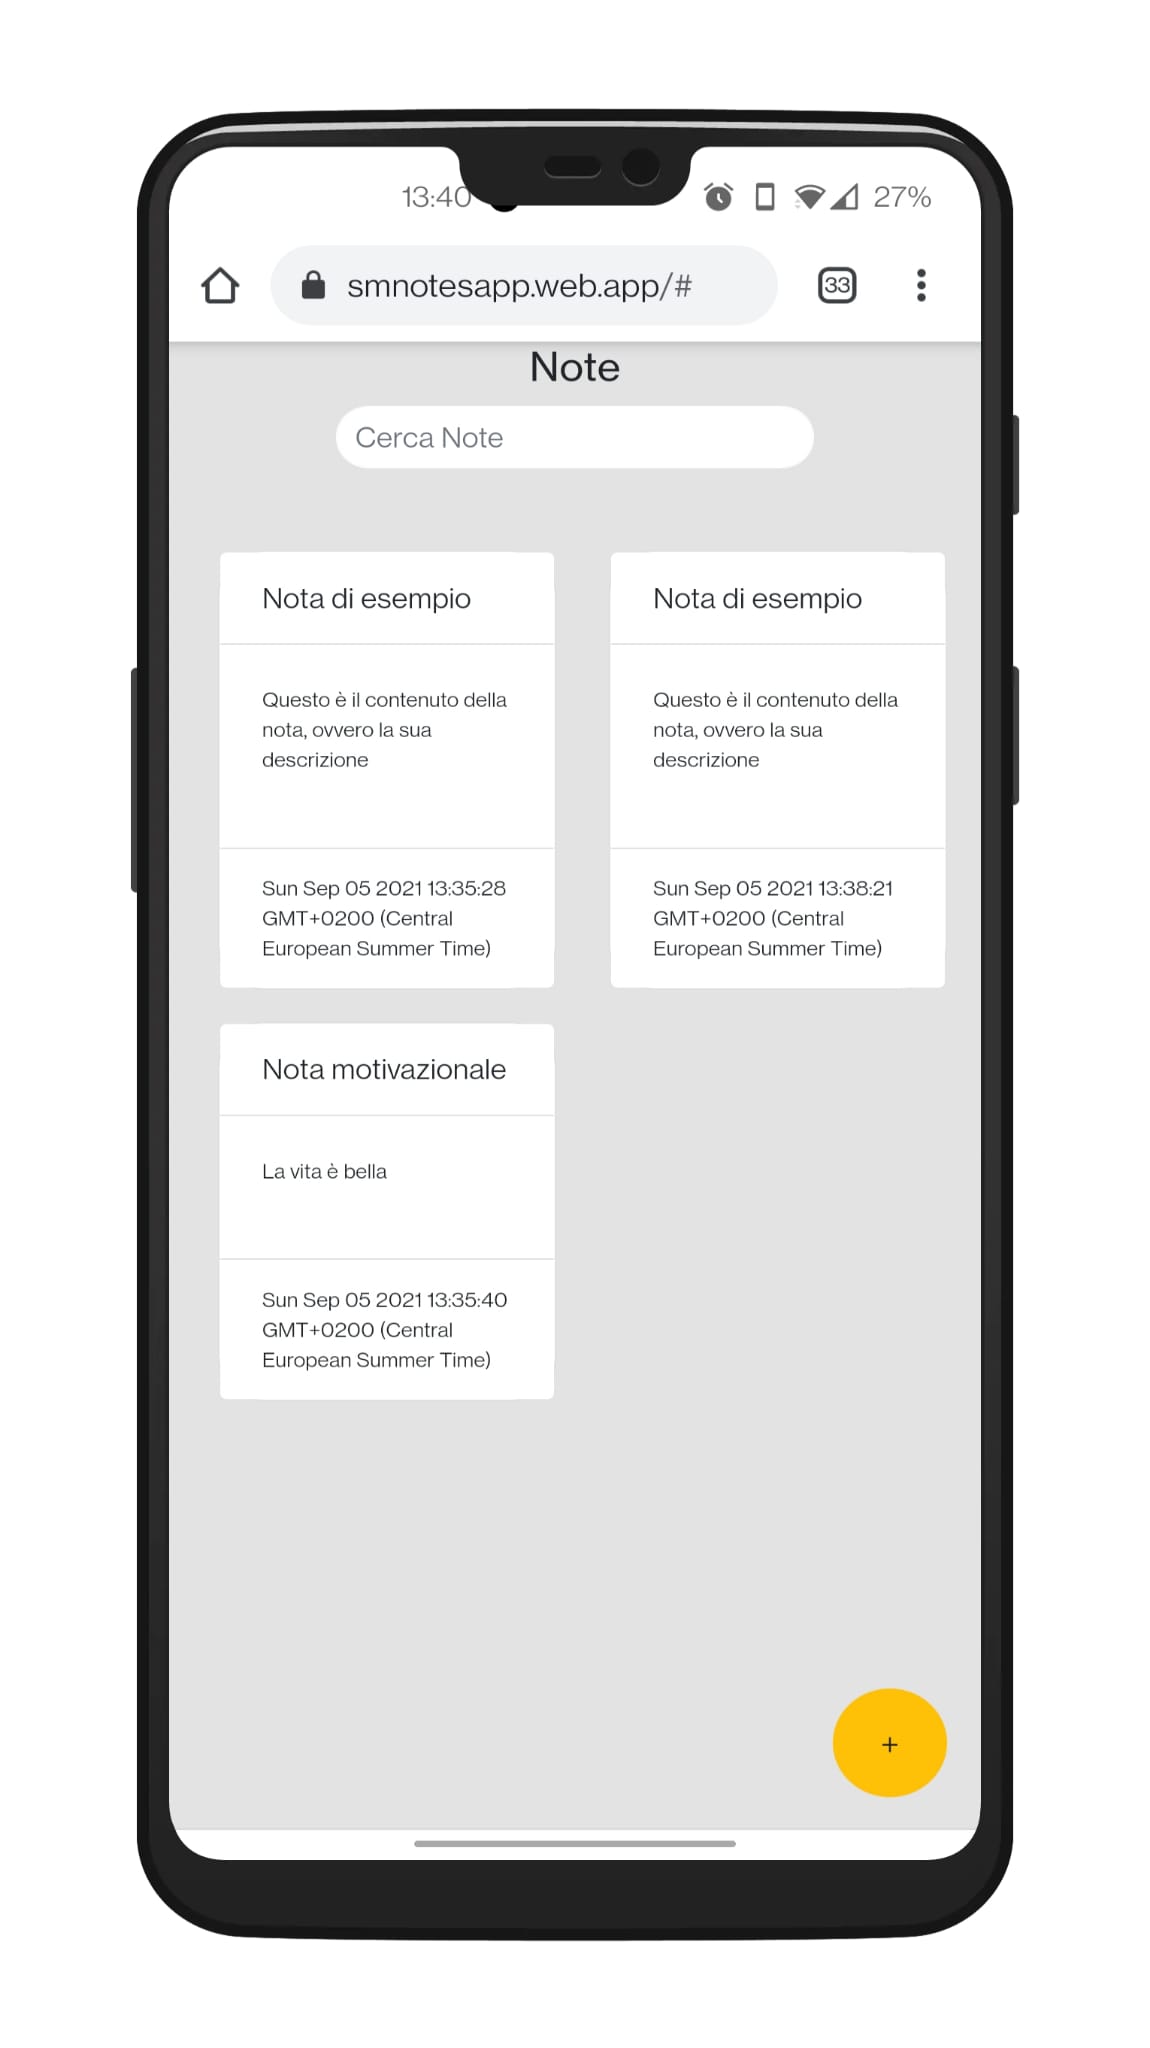 13:40
27%
smnotesapp.web.app/#
33
Note
Cerca Note
Nota di esempio
Questo è il contenuto della
nota, ovvero la sua
descrizione
Sun Sep 05 2021 13:35:28
GMT+0200 (Central
European Summer Time)
Nota di esempio
Questo è il contenuto della
nota, ovvero la sua
descrizione
Sun Sep 05 2021 13:38:21
GMT+0200 (Central
European Summer Time)
Nota motivazionale
La vita è bella
Sun Sep 05 2021 13:35:40
GMT+0200 (Central
European Summer Time)
+